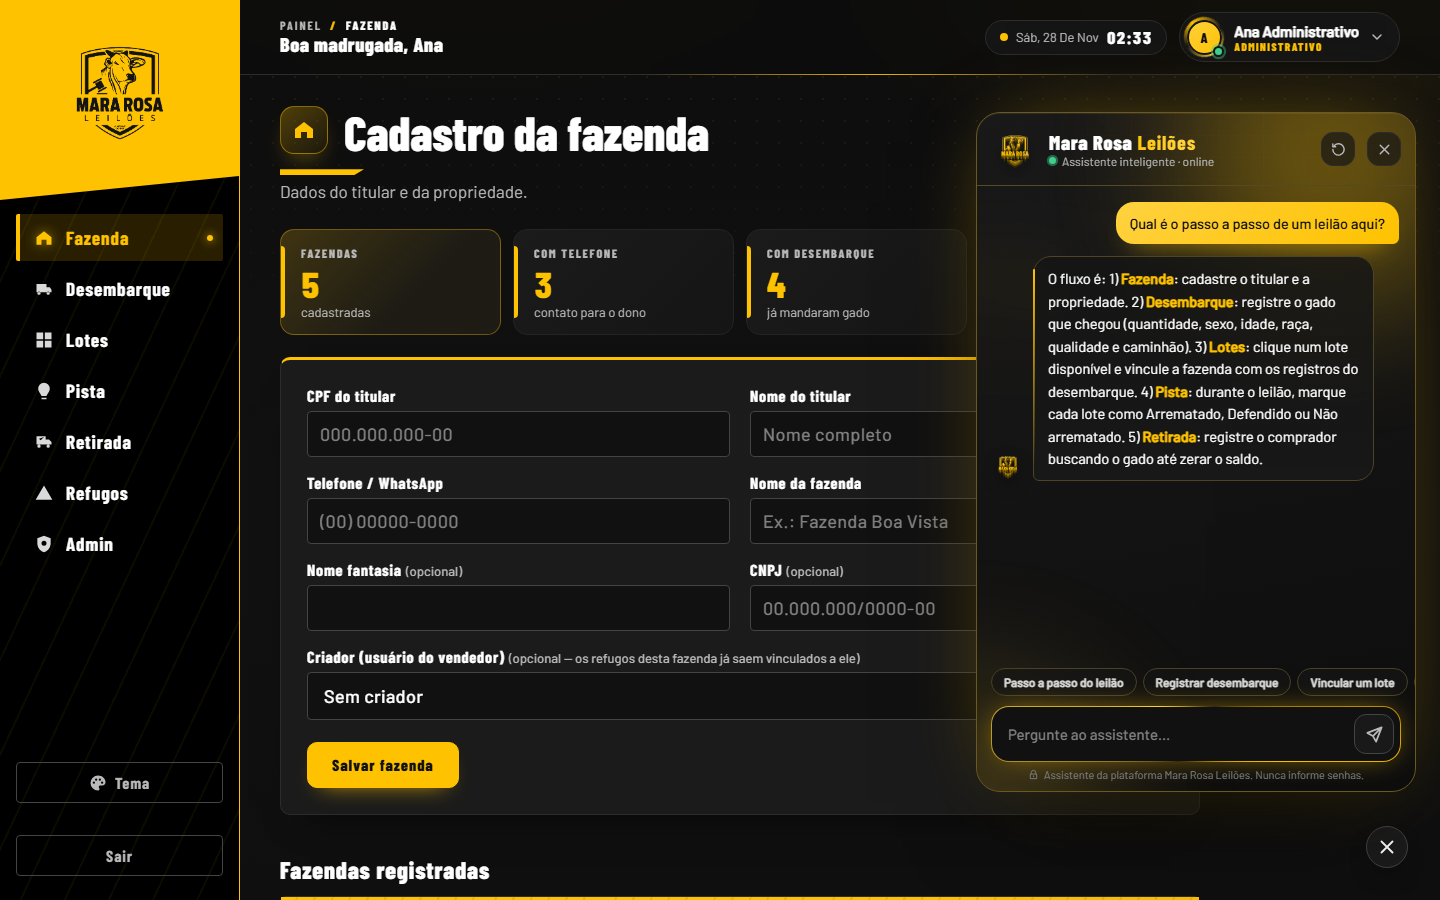 MARA ROSA
LEILÕES
Fazenda
Desembarque
Lotes
Pista
Retirada
Refugos
Admin
Tema
Sair
PAINEL / FAZENDA
Boa madrugada, Ana
Sáb, 28 De Nov 02:33
A
Ana Administrativo
ADMINISTRATIVO
Cadastro da fazenda
Dados do titular e da propriedade.
FAZENDAS
5
cadastradas
COM TELEFONE
3
contato para o dono
COM DESEMBARQUE
4
já mandaram gado
CPF do titular
000.000.000-00
Nome do titular
Nome completo
Telefone / WhatsApp
(00) 00000-0000
Nome da fazenda
Ex.: Fazenda Boa Vista
Nome fantasia (opcional)
CNPJ (opcional)
00.000.000/0000-00
Criador (usuário do vendedor) (opcional — os refugos desta fazenda já saem vinculados a ele)
Sem criador
Salvar fazenda
Fazendas registradas
MARA ROSA
Mara Rosa Leilões
Assistente inteligente · online
Qual é o passo a passo de um leilão aqui?
O fluxo é: 1) Fazenda: cadastre o titular e a
propriedade. 2) Desembarque: registre o gado
que chegou (quantidade, sexo, idade, raça,
qualidade e caminhão). 3) Lotes: clique num lote
disponível e vincule a fazenda com os registros do
desembarque. 4) Pista: durante o leilão, marque
cada lote como Arrematado, Defendido ou Não
arrematado. 5) Retirada: registre o comprador
buscando o gado até zerar o saldo.
Passo a passo do leilão
Registrar desembarque
Vincular um lote
Pergunte ao assistente...
Assistente da plataforma Mara Rosa Leilões. Nunca informe senhas.